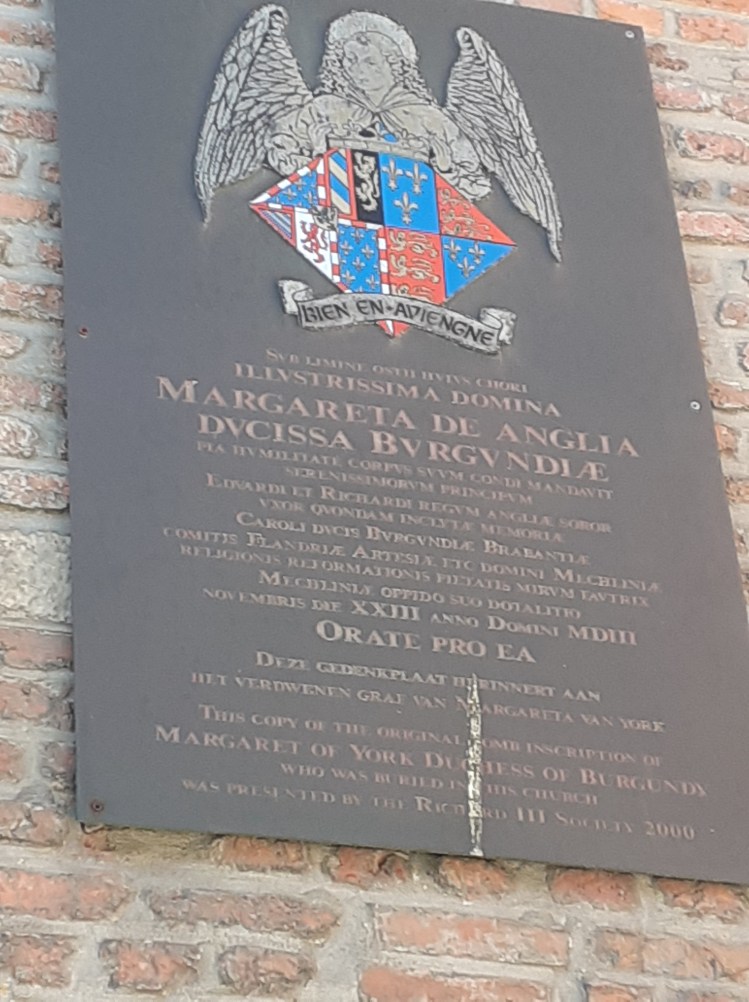 BIEN EN·AVIENGNE
SVB LIMINE OSTII HVIVS CHORI
ILLVSTRISSIMA DOMINA
MARGARETA DE ANGLIA
DVCISSA BVRGVNDIÆ
PIA HVMILITATE CORPVS SVVM CONDI MANDAVIT
SERENISSIMORVM PRINCIPVM
EDVARDI ET RICHARDI REGVM ANGLIÆ SOROR
VXOR QVONDAM INCLYTÆ MEMORIÆ
CAROLI DVCIS BVRGVNDIÆ BRABANTIÆ
COMITIS FLANDRIÆ ARTESIÆ ETC DOMINI MECHLINIÆ
RELIGIONIS REFORMATIONIS PIETATIS MIRVM FAVTRIX
MECHLINIÆ OPPIDO SUO DOTALITIO
NOVEMBRIS DIE XXIII ANNO DOMINI MDIII
ORATE PRO EA
DEZE GEDENKPLAAT HERINNERT AAN
HET VERDWENEN GRAF VAN MARGARETA VAN YORK
THIS COPY OF THE ORIGINAL TOMB INSCRIPTION OF
MARGARET OF YORK DUCHESS OF BURGUNDY
WHO WAS BURIED IN THIS CHURCH
WAS PRESENTED BY THE RICHARD III SOCIETY 2000